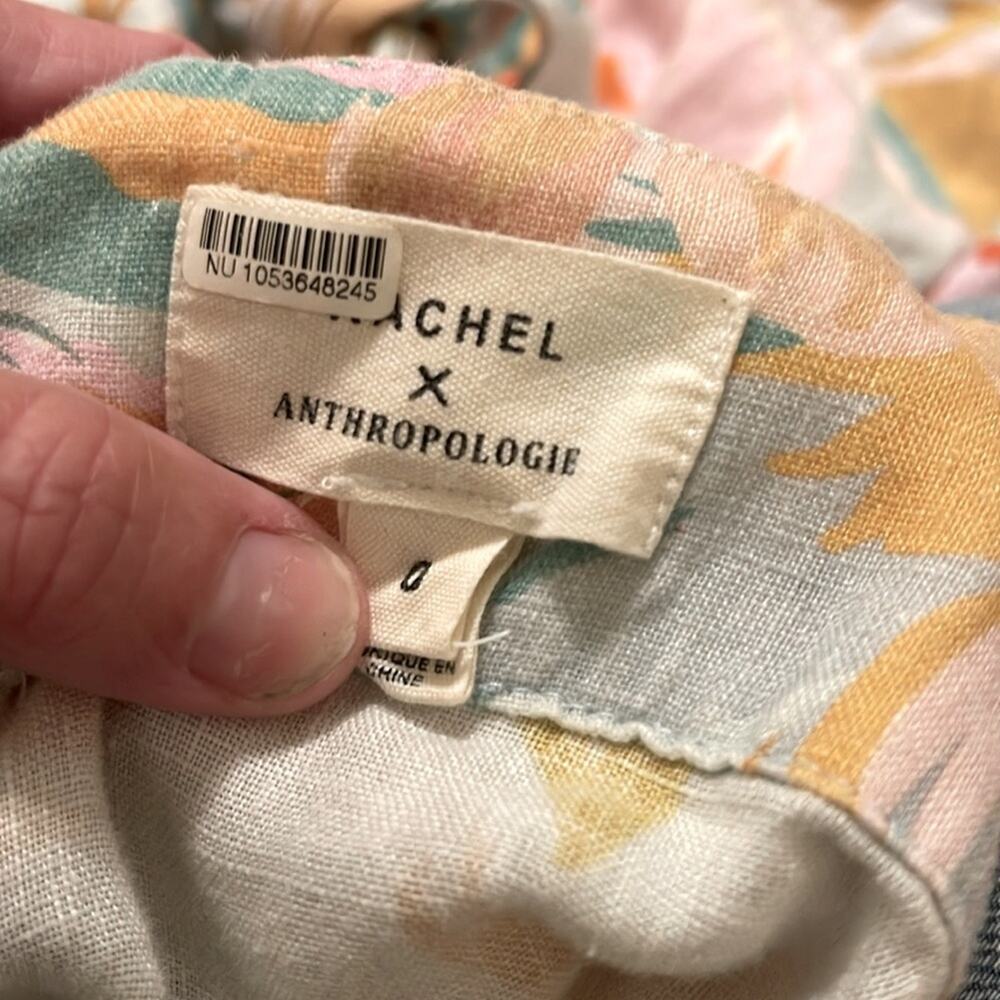 NU 1053648245
RACHEL
X
ANTHROPOLOGIE
0
EN
CHINE